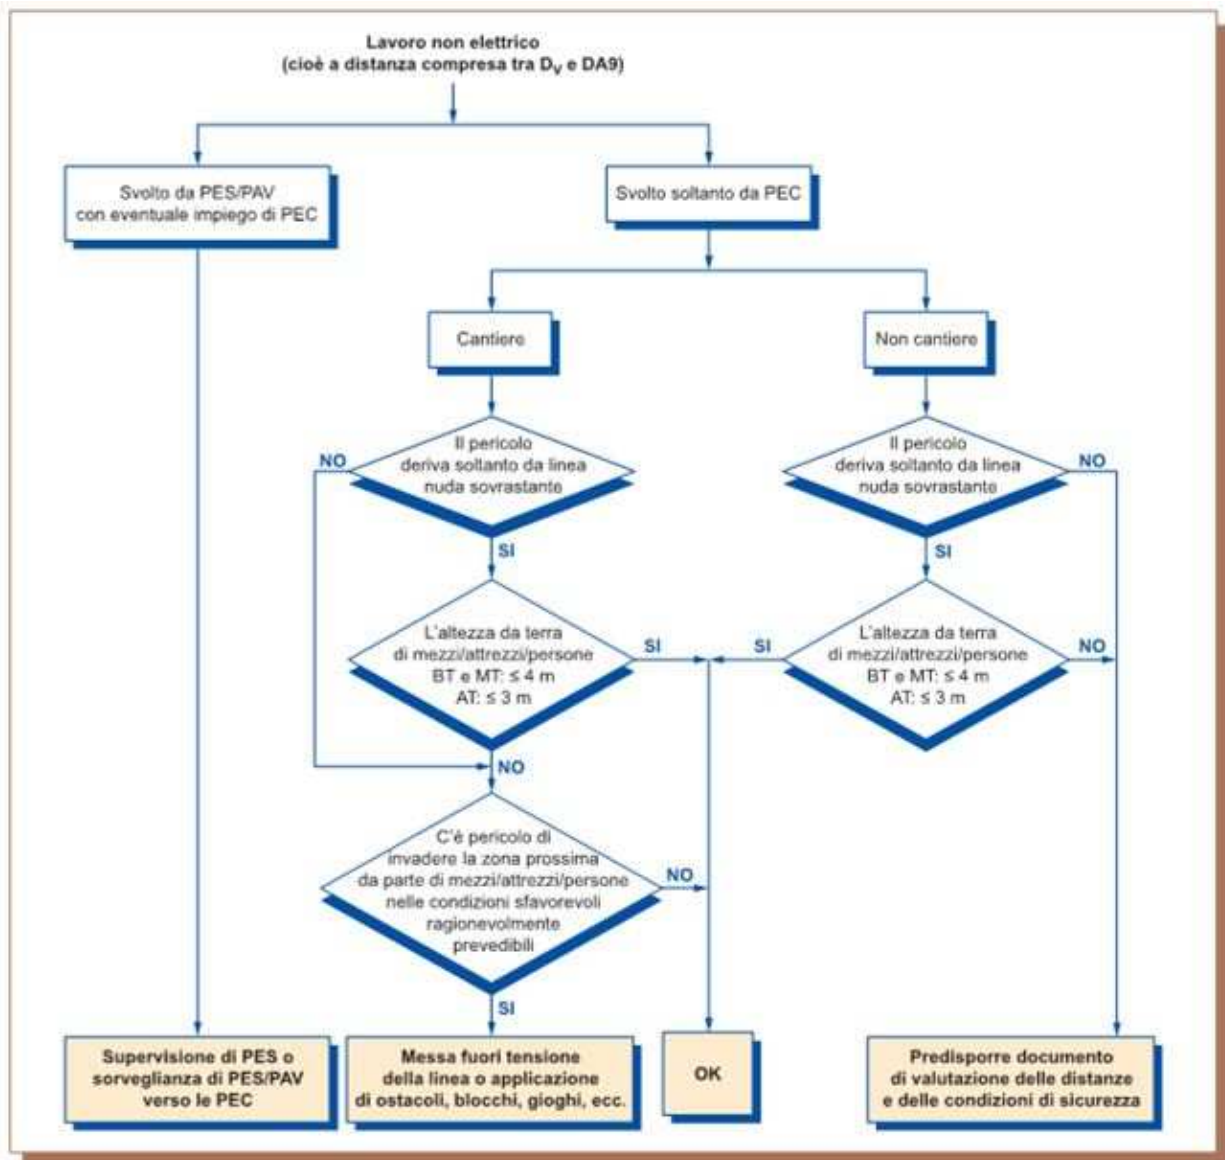 Lavoro non elettrico
(cioè a distanza compresa tra DV e DA9)
Svolto da PES/PAV
con eventuale impiego di PEC
Svolto soltanto da PEC
Cantiere
Non cantiere
Il pericolo
deriva soltanto da linea
nuda sovrastante
NO
SI
Il pericolo
deriva soltanto da linea
nuda sovrastante
NO
SI
L'altezza da terra
di mezzi/attrezzi/persone
BT e MT: ≤ 4 m
AT: ≤ 3 m
SI
NO
L'altezza da terra
di mezzi/attrezzi/persone
BT e MT: ≤ 4 m
AT: ≤ 3 m
SI
NO
C'è pericolo di
invadere la zona prossima
da parte di mezzi/attrezzi/persone
nelle condizioni sfavorevoli
ragionevolmente
prevedibili
NO
SI
Supervisione di PES o
sorveglianza di PES/PAV
verso le PEC
Messa fuori tensione
della linea o applicazione
di ostacoli, blocchi, gioghi, ecc.
OK
Predisporre documento
di valutazione delle distanze
e delle condizioni di sicurezza